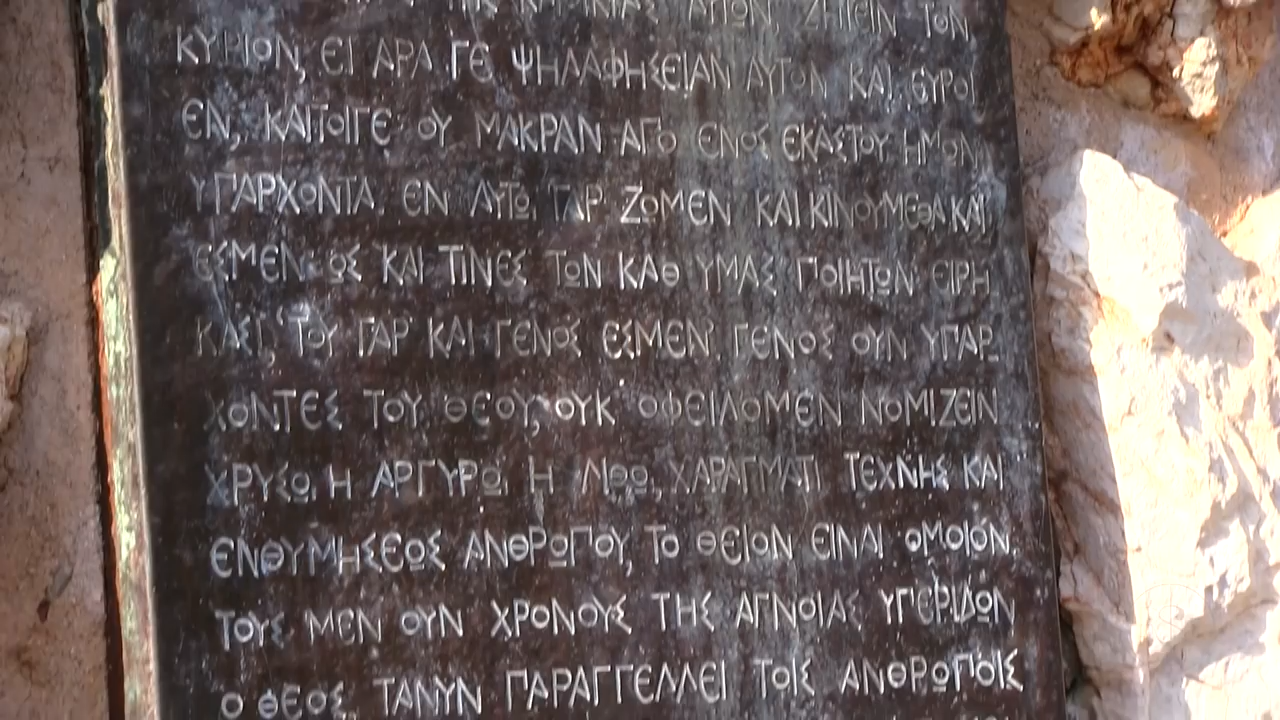 ΑΥΤΩΝ, ΖΗΤΕΙΝ ΤΟΝ
ΚΥΡΙΟΝ, ΕΙ ΑΡΑ ΓΕ ΨΗΛΑΦΗΣΕΙΑΝ ΑΥΤΟΝ ΚΑΙ ΕΥΡΟΙ
ΕΝ, ΚΑΙΤΟΙΓΕ ΟΥ ΜΑΚΡΑΝ ΑΠΟ ΕΝΟΣ ΕΚΑΣΤΟΥ ΗΜΩΝ
ΥΠΑΡΧΟΝΤΑ. ΕΝ ΑΥΤΩ ΓΑΡ ΖΩΜΕΝ ΚΑΙ ΚΙΝΟΥΜΕΘΑ ΚΑΙ
ΕΣΜΕΝ· ΩΣ ΚΑΙ ΤΙΝΕΣ ΤΩΝ ΚΑΘ ΥΜΑΣ ΠΟΙΗΤΩΝ ΕΙΡΗ
ΚΑΣΙ, ΤΟΥ ΓΑΡ ΚΑΙ ΓΕΝΟΣ ΕΣΜΕΝ. ΓΕΝΟΣ ΟΥΝ ΥΠΑΡ
ΧΟΝΤΕΣ ΤΟΥ ΘΕΟΥ, ΟΥΚ ΟΦΕΙΛΟΜΕΝ ΝΟΜΙΖΕΙΝ
ΧΡΥΣΩ, Η ΑΡΓΥΡΩ, Η ΛΙΘΩ, ΧΑΡΑΓΜΑΤΙ ΤΕΧΝΗΣ ΚΑΙ
ΕΝΘΥΜΗΣΕΩΣ ΑΝΘΡΩΠΟΥ, ΤΟ ΘΕΙΟΝ ΕΙΝΑΙ ΟΜΟΙΟΝ.
ΤΟΥΣ ΜΕΝ ΟΥΝ ΧΡΟΝΟΥΣ ΤΗΣ ΑΓΝΟΙΑΣ ΥΠΕΡΙΔΩΝ
Ο ΘΕΟΣ, ΤΑΝΥΝ ΠΑΡΑΓΓΕΛΛΕΙ ΤΟΙΣ ΑΝΘΡΩΠΟΙΣ